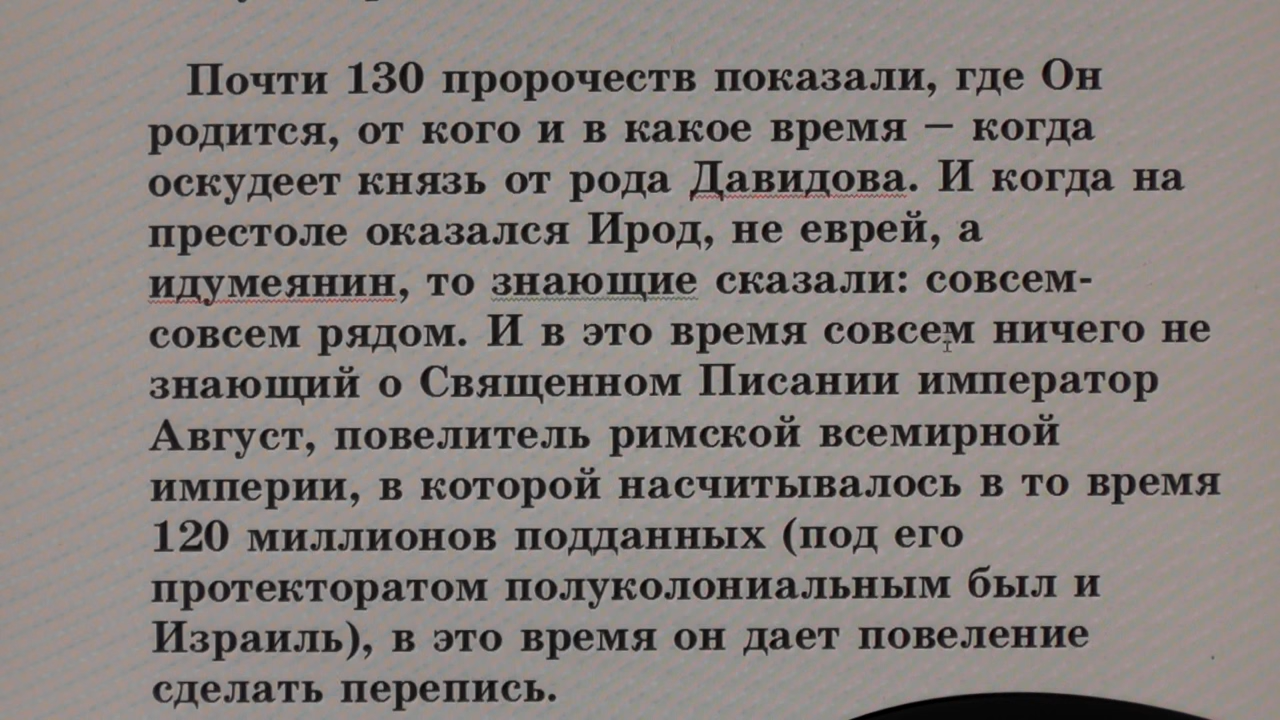 Почти 130 пророчеств показали, где Он
родится, от кого и в какое время – когда
оскудеет князь от рода Давидова. И когда на
престоле оказался Ирод, не еврей, а
идумеянин, то знающие сказали: совсем-
совсем рядом. И в это время совсем ничего не
знающий о Священном Писании император
Август, повелитель римской всемирной
империи, в которой насчитывалось в то время
120 миллионов подданных (под его
протекторатом полуколониальным был и
Израиль), в это время он дает повеление
сделать перепись.